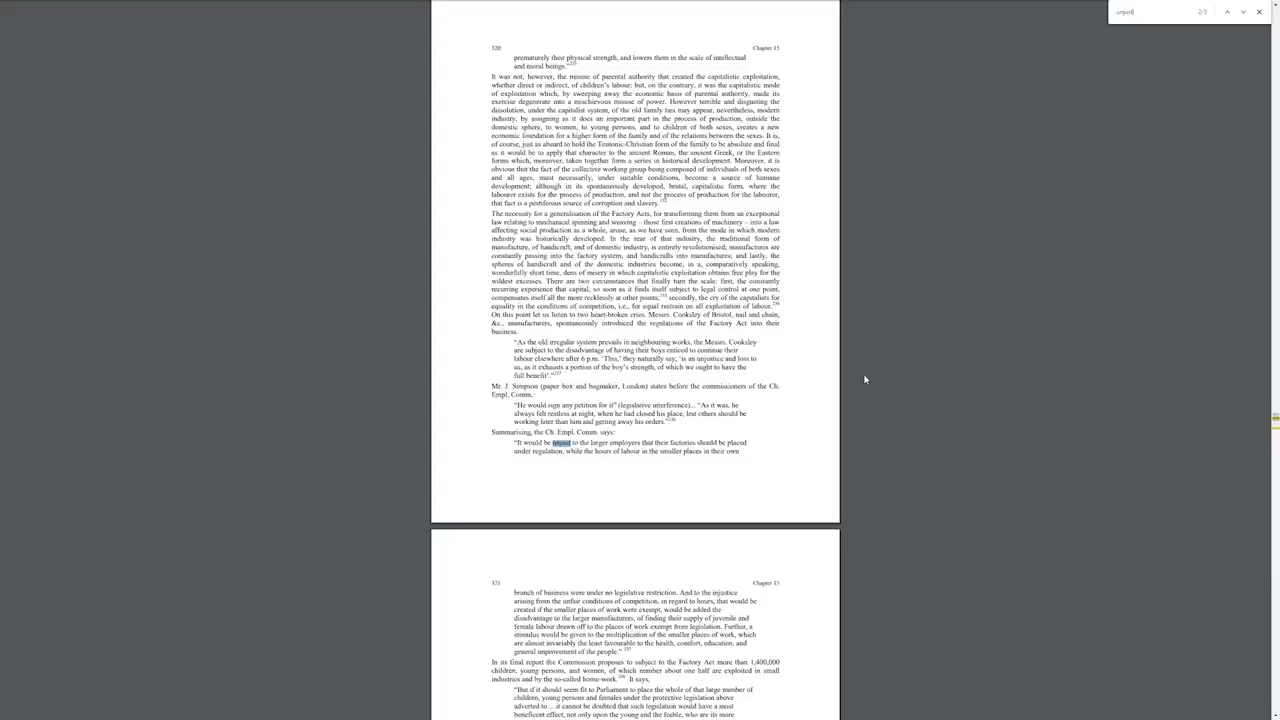 unjust
2/3
320
Chapter 15
prematurely their physical strength, and lowers them in the scale of intellectual
and moral beings.”
It was not, however, the misuse of parental authority that created the capitalistic exploitation,
whether direct or indirect, of children’s labour; but, on the contrary, it was the capitalistic mode
of exploitation which, by sweeping away the economic basis of parental authority, made its
exercise degenerate into a mischievous misuse of power. However terrible and disgusting the
dissolution, under the capitalist system, of the old family ties may appear, nevertheless, modern
industry, by assigning as it does an important part in the process of production, outside the
domestic sphere, to women, to young persons, and to children of both sexes, creates a new
economic foundation for a higher form of the family and of the relations between the sexes. It is,
of course, just as absurd to hold the Teutonic-Christian form of the family to be absolute and final
as it would be to apply that character to the ancient Roman, the ancient Greek, or the Eastern
forms which, moreover, taken together form a series in historical development. Moreover, it is
obvious that the fact of the collective working group being composed of individuals of both sexes
and all ages, must necessarily, under suitable conditions, become a source of humane
development; although in its spontaneously developed, brutal, capitalistic form, where the
labourer exists for the process of production, and not the process of production for the labourer,
that fact is a pestiferous source of corruption and slavery.232
The necessity for a generalisation of the Factory Acts, for transforming them from an exceptional
law relating to mechanical spinning and weaving – those first creations of machinery – into a law
affecting social production as a whole, arose, as we have seen, from the mode in which modern
industry was historically developed. In the rear of that industry, the traditional form of
manufacture, of handicraft, and of domestic industry, is entirely revolutionised; manufactures are
constantly passing into the factory system, and handicrafts into manufactures; and lastly, the
spheres of handicraft and of the domestic industries become, in a, comparatively speaking,
wonderfully short time, dens of misery in which capitalistic exploitation obtains free play for the
wildest excesses. There are two circumstances that finally turn the scale: first, the constantly
recurring experience that capital, so soon as it finds itself subject to legal control at one point,
compensates itself all the more recklessly at other points;233 secondly, the cry of the capitalists for
equality in the conditions of competition, i.e., for equal restrain on all exploitation of labour.234
On this point let us listen to two heart-broken cries. Messrs. Cooksley of Bristol, nail and chain,
&c., manufacturers, spontaneously introduced the regulations of the Factory Act into their
business.
“As the old irregular system prevails in neighbouring works, the Messrs. Cooksley
are subject to the disadvantage of having their boys enticed to continue their
labour elsewhere after 6 p.m. ‘This,’ they naturally say, ‘is an unjustice and loss to
us, as it exhausts a portion of the boy’s strength, of which we ought to have the
full benefit’.”235
Mr. J. Simpson (paper box and bagmaker, London) states before the commissioners of the Ch.
Empl. Comm.:
“He would sign any petition for it” (legislative interference)... “As it was, he
always felt restless at night, when he had closed his place, lest others should be
working later than him and getting away his orders.”236
Summarising, the Ch. Empl. Comm. says:
“It would be unjust to the larger employers that their factories should be placed
under regulation, while the hours of labour in the smaller places in their own
321
Chapter 15
branch of business were under no legislative restriction. And to the injustice
arising from the unfair conditions of competition, in regard to hours, that would be
created if the smaller places of work were exempt, would be added the
disadvantage to the larger manufacturers, of finding their supply of juvenile and
female labour drawn off to the places of work exempt from legislation. Further, a
stimulus would be given to the multiplication of the smaller places of work, which
are almost invariably the least favourable to the health, comfort, education, and
general improvement of the people.” 237
In its final report the Commission proposes to subject to the Factory Act more than 1,400,000
children, young persons, and women, of which number about one half are exploited in small
industries and by the so-called home-work.238 It says,
“But if it should seem fit to Parliament to place the whole of that large number of
children, young persons and females under the protective legislation above
adverted to ... it cannot be doubted that such legislation would have a most
beneficent effect, not only upon the young and the feeble, who are its more